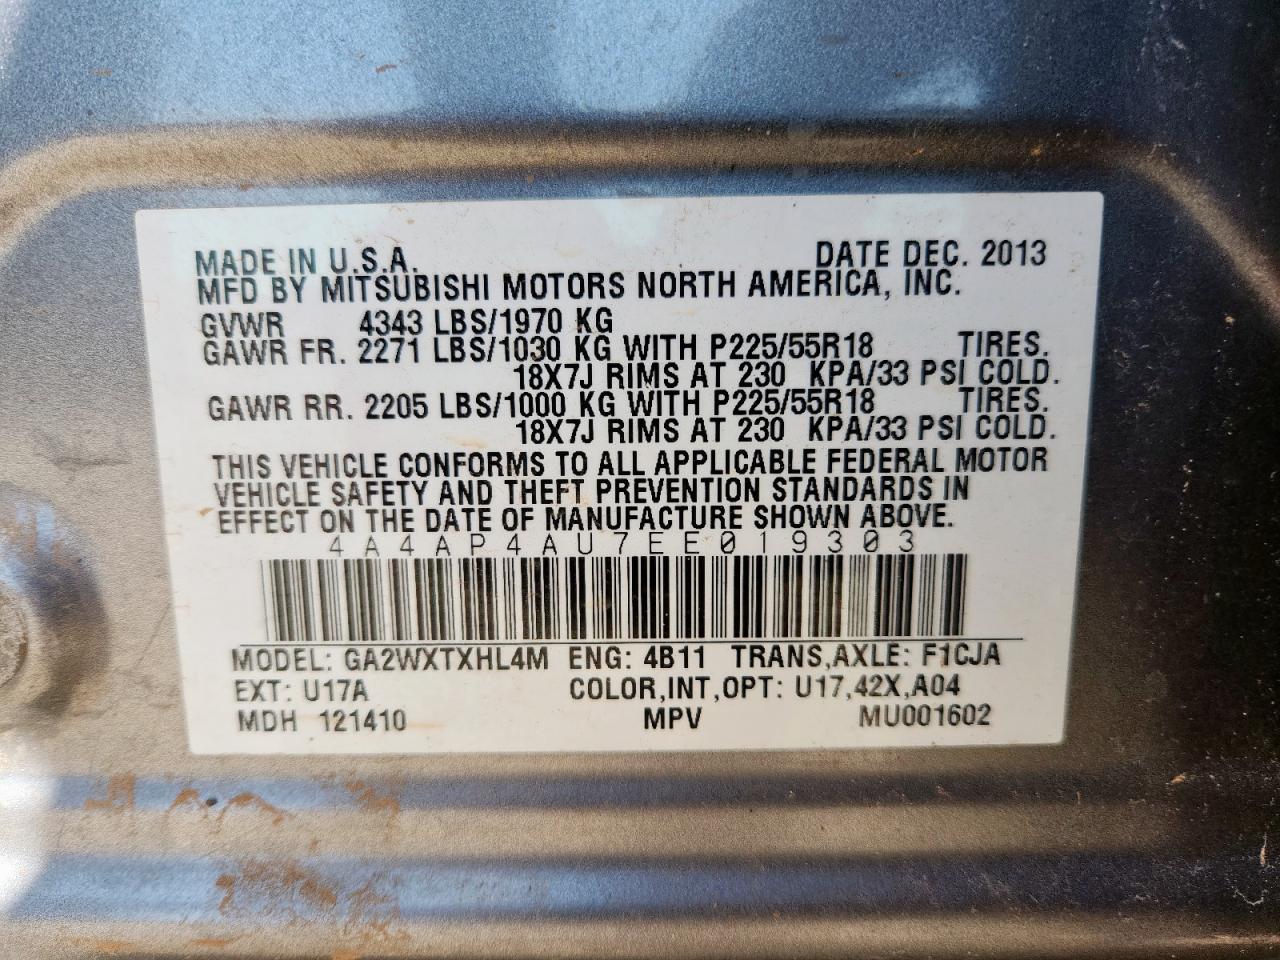 MADE IN U.S.A. DATE DEC. 2013
MFD BY MITSUBISHI MOTORS NORTH AMERICA, INC.
GVWR 4343 LBS/1970 KG
GAWR FR. 2271 LBS/1030 KG WITH P225/55R18 TIRES.
18X7J RIMS AT 230 KPA/33 PSI COLD.
GAWR RR. 2205 LBS/1000 KG WITH P225/55R18 TIRES.
18X7J RIMS AT 230 KPA/33 PSI COLD.
THIS VEHICLE CONFORMS TO ALL APPLICABLE FEDERAL MOTOR
VEHICLE SAFETY AND THEFT PREVENTION STANDARDS IN
EFFECT ON THE DATE OF MANUFACTURE SHOWN ABOVE.
4A4AP4AU7EE019303
MODEL: GA2WXTXHL4M ENG: 4B11 TRANS,AXLE: F1CJA
EXT: U17A COLOR,INT,OPT: U17,42X,A04
MDH 121410 MPV MU001602